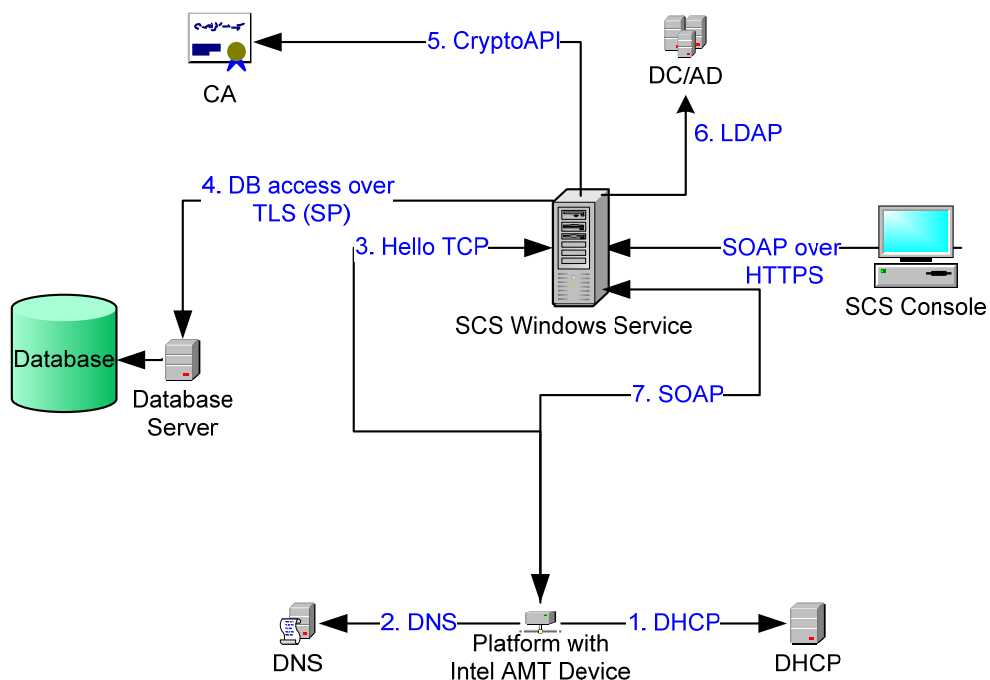 5. CryptoAPI
CA
DC/AD
6. LDAP
4. DB access over
TLS (SP)
3. Hello TCP
SOAP over
HTTPS
SCS Console
SCS Windows Service
Database
Database
Server
7. SOAP
2. DNS
1. DHCP
DNS
Platform with
Intel AMT Device
DHCP